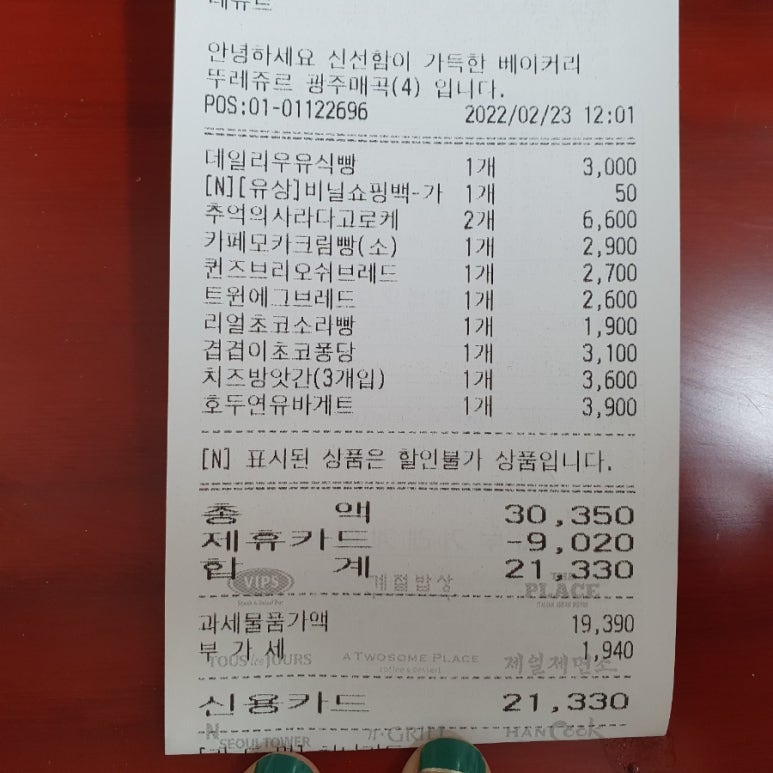 안녕하세요 신선함이 가득한 베이커리
뚜레쥬르 광주매곡(4) 입니다.
POS:01-01122696 2022/02/23 12:01
데일리우유식빵 1개 3,000
[N][유상]비닐쇼핑백-가 1개 50
추억의사라다고로케 2개 6,600
카페모카크림빵(소) 1개 2,900
퀸즈브리오쉬브레드 1개 2,700
트윈에그브레드 1개 2,600
리얼초코소라빵 1개 1,900
겹겹이초코퐁당 1개 3,100
치즈방앗간(3개입) 1개 3,600
호두연유바게트 1개 3,900
[N] 표시된 상품은 할인불가 상품입니다.
총 액 30,350
제휴카드 -9,020
합 계 21,330
VIPS 계절밥상 THE PLACE
과세물품가액 19,390
부 가 세 1,940
TOUS les JOURS A TWOSOME PLACE 제일제면소
신용카드 21,330
N SEOUL TOWER GRILL HANCOOK